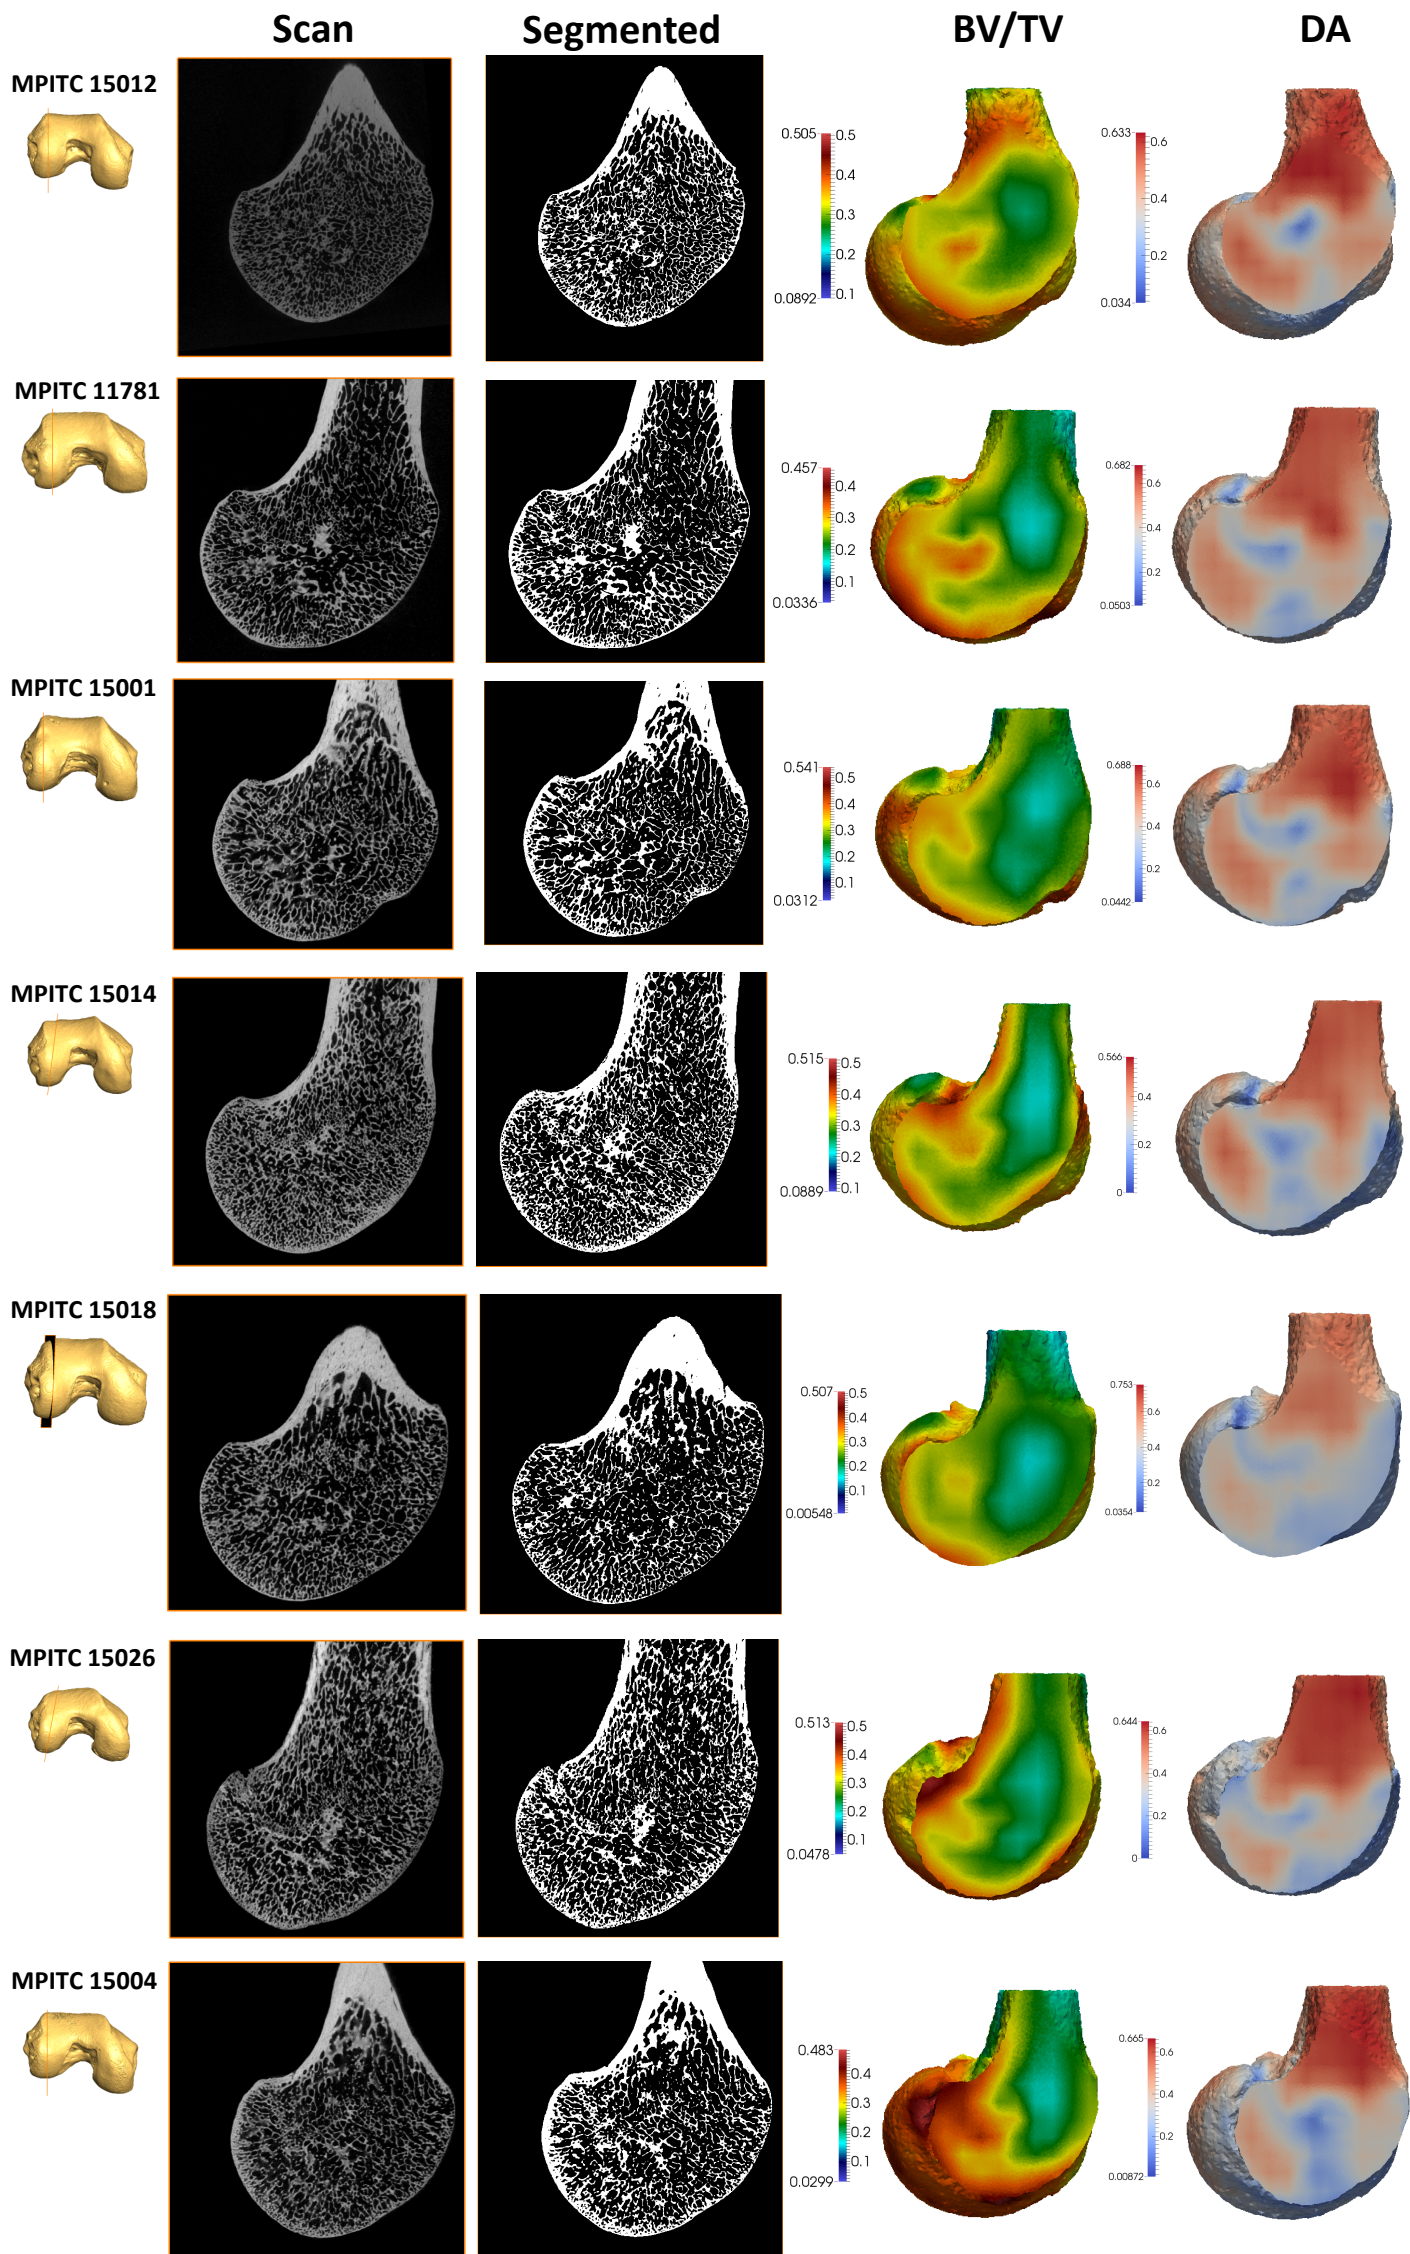 Scan Segmented BV/TV DA
MPITC 15012
0.505 0.5 0.4 0.3 0.2 0.1 0.0892
0.633 0.6 0.4 0.2 0.034
MPITC 11781
0.457 0.4 0.3 0.2 0.1 0.0336
0.682 0.6 0.4 0.2 0.0503
MPITC 15001
0.541 0.5 0.4 0.3 0.2 0.1 0.0312
0.688 0.6 0.4 0.2 0.0442
MPITC 15014
0.515 0.5 0.4 0.3 0.2 0.1 0.0889
0.566 0.4 0.2 0
MPITC 15018
0.507 0.5 0.4 0.3 0.2 0.1 0.00548
0.753 0.6 0.4 0.2 0.0354
MPITC 15026
0.513 0.5 0.4 0.3 0.2 0.1 0.0478
0.644 0.6 0.4 0.2 0
MPITC 15004
0.483 0.4 0.3 0.2 0.1 0.0299
0.665 0.6 0.4 0.2 0.00872